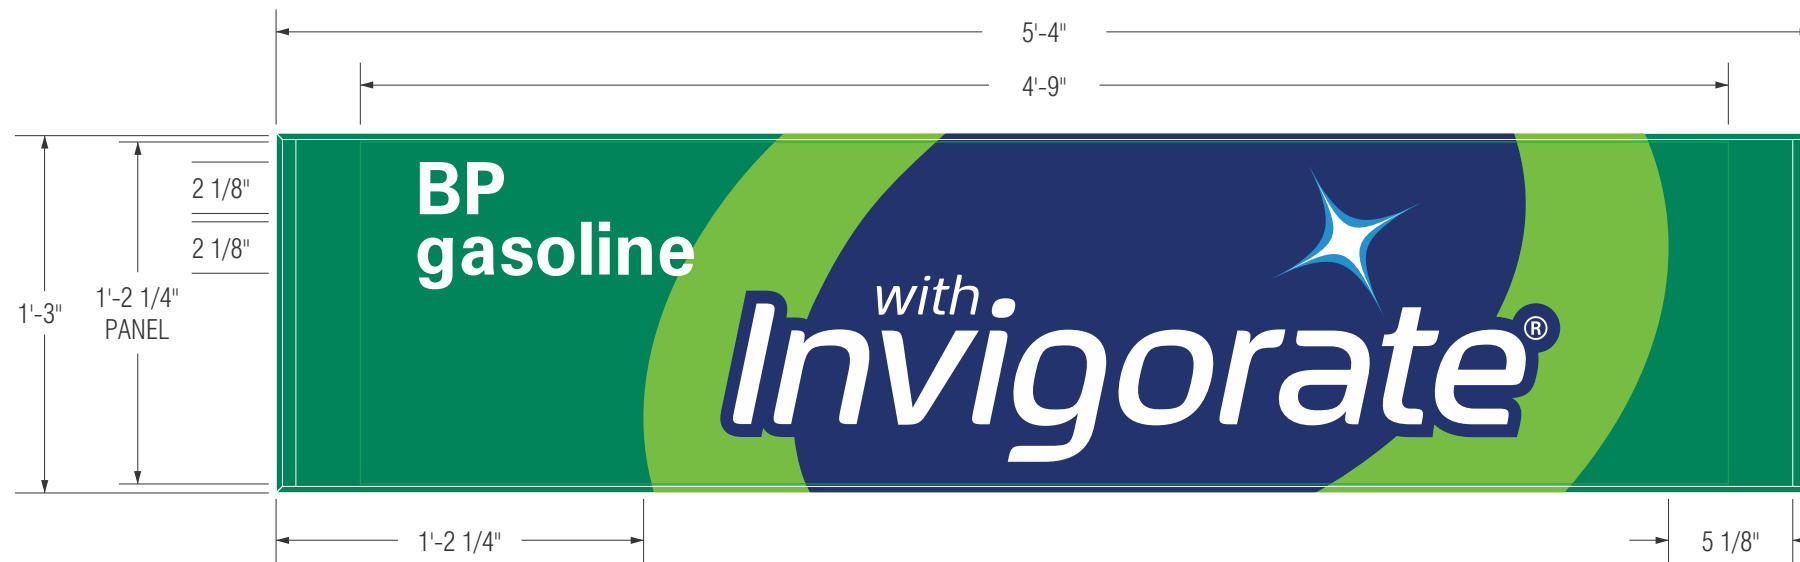 5'-4"
4'-9"
BP
gasoline
with
Invigorate®
2 1/8"
2 1/8"
1'-3"
1'-2 1/4"
PANEL
1'-2 1/4"
5 1/8"